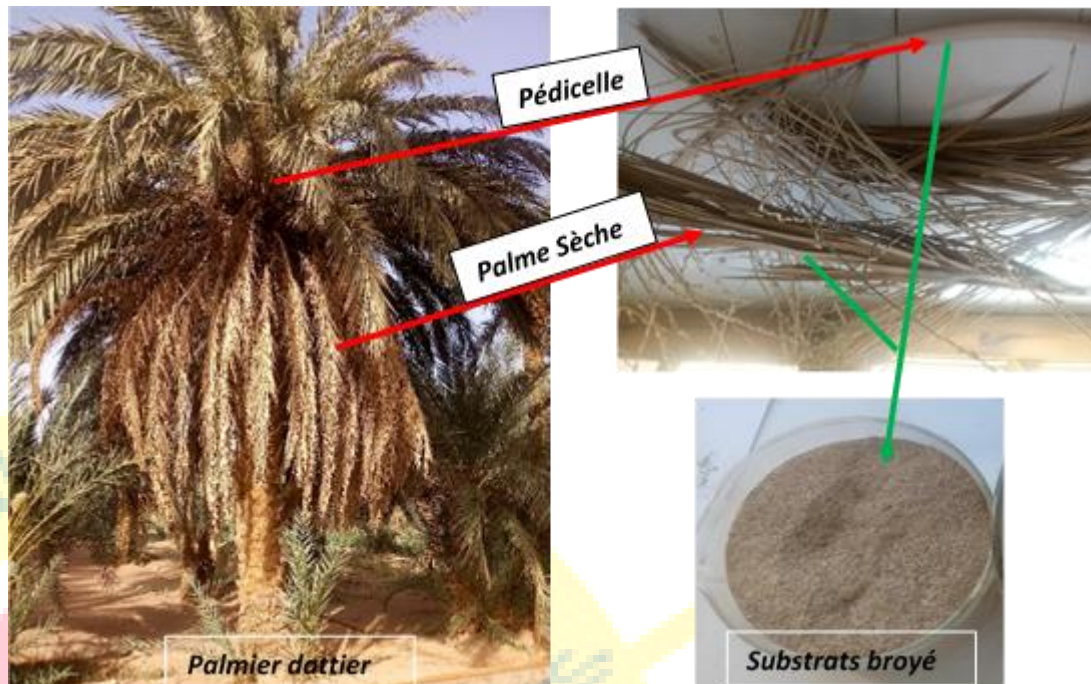 Pédicelle
Palme Sèche
Palmier dattier
Substrats broyé